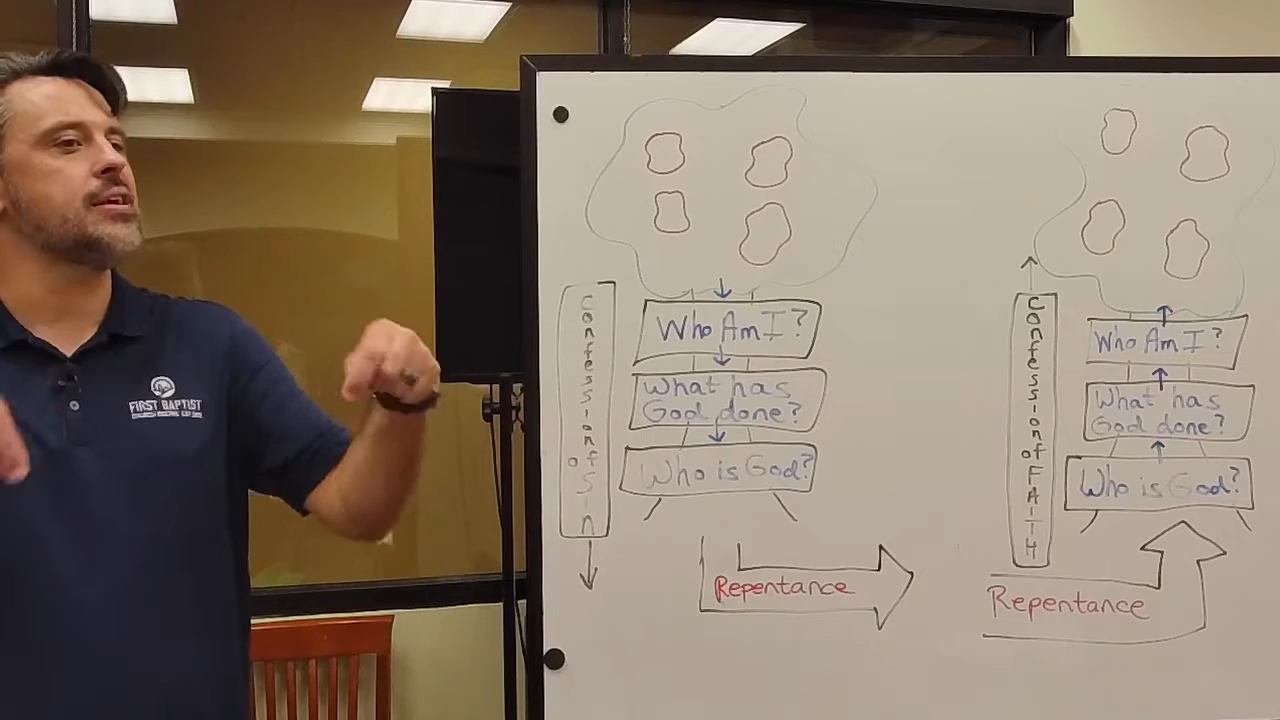 FIRST BAPTIST
Confession of Sin
Who Am I?
What has
God done?
Who is God?
Repentance
Confession of FAITH
Who Am I?
What has
God done?
Who is God?
Repentance